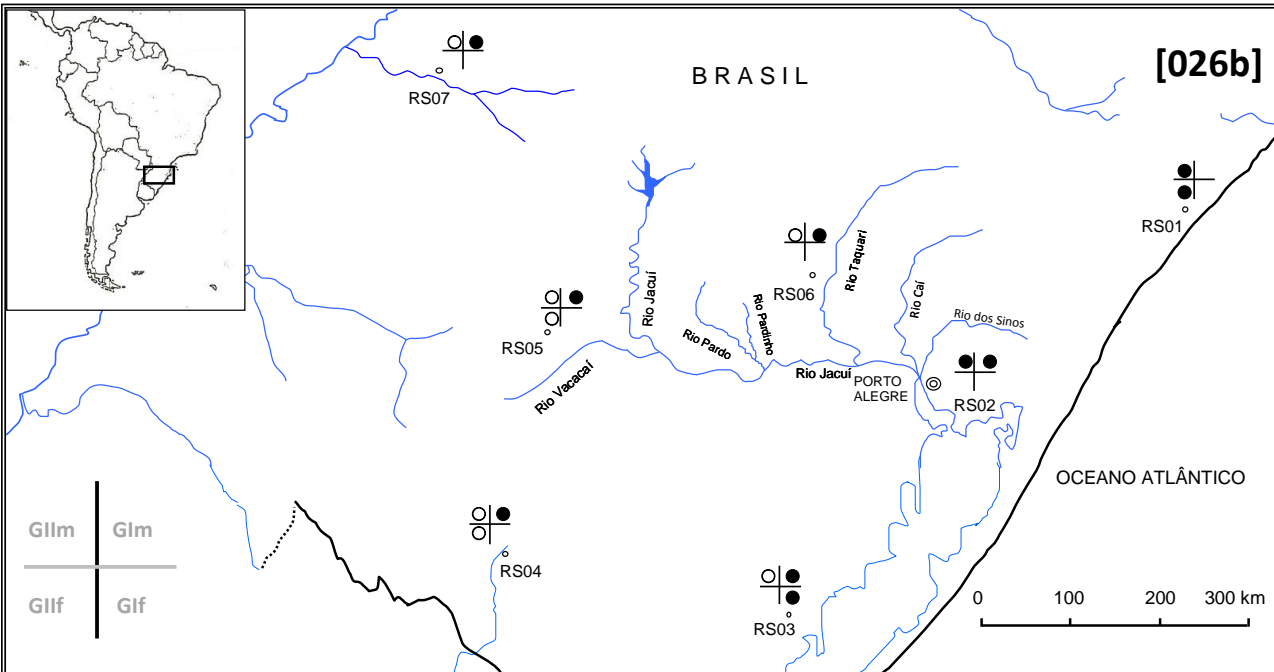 [026b]
BRASIL
RS07
RS01
Rio Jacuí
Rio Taquari
RS06
Rio Caí
Rio Pardinho
Rio dos Sinos
RS05
Rio Pardo
Rio Vacacaí
Rio Jacuí
PORTO
ALEGRE
RS02
OCEANO ATLÂNTICO
GIIm GIm
GIIf GIf
RS04
RS03
0 100 200 300 km